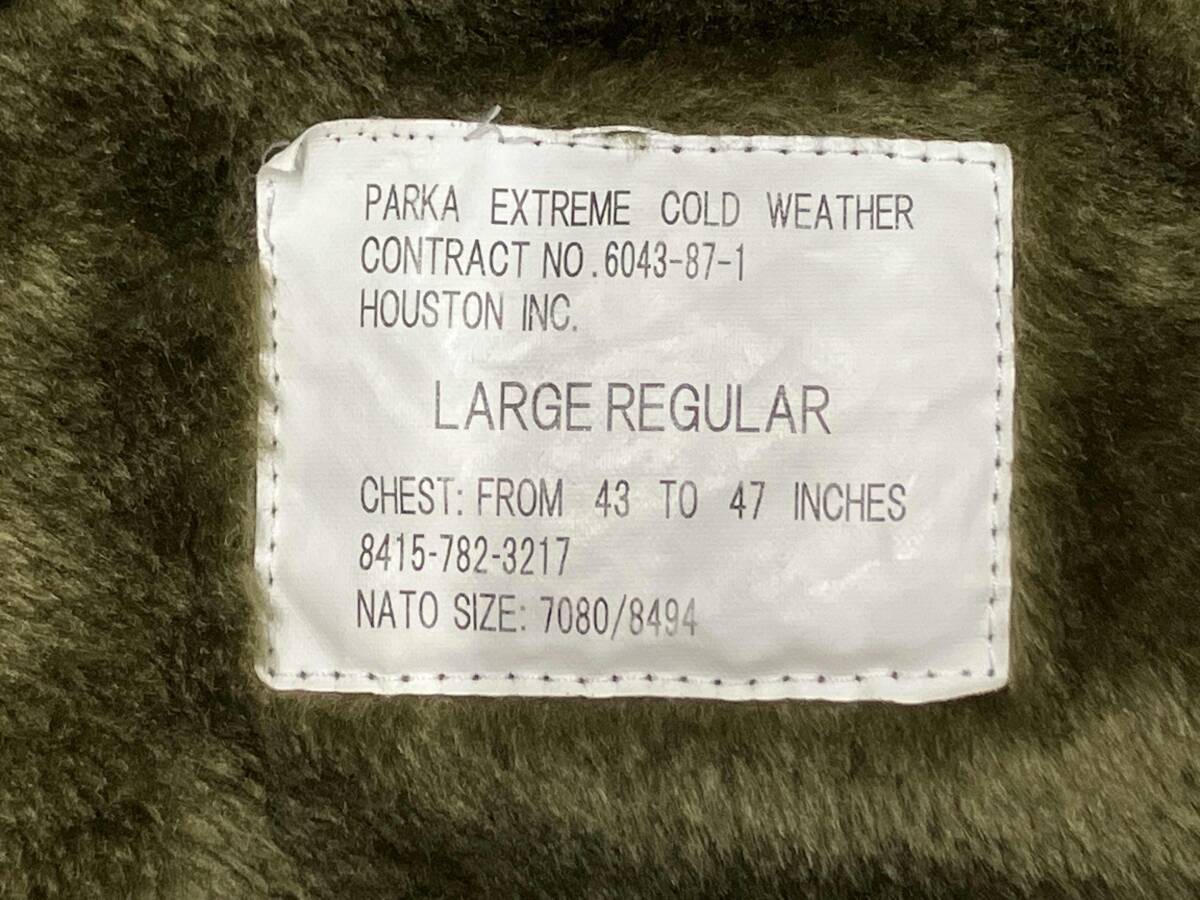 PARKA EXTREME COLD WEATHER
CONTRACT NO.6043-87-1
HOUSTON INC.
LARGE REGULAR
CHEST: FROM 43 TO 47 INCHES
8415-782-3217
NATO SIZE: 7080/8494